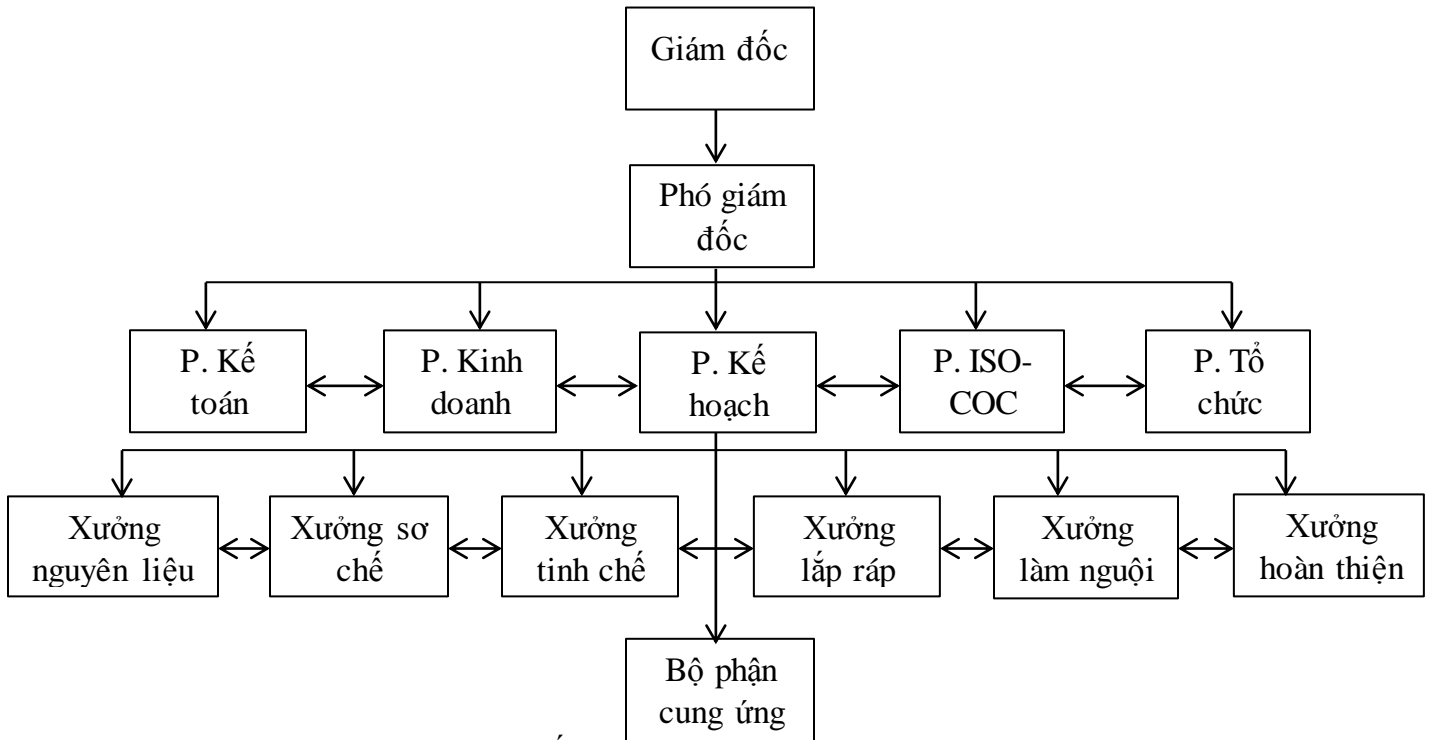 Giám đốc
Phó giám
đốc
P. Kế
toán
P. Kinh
doanh
P. Kế
hoạch
P. ISO-
COC
P. Tổ
chức
Xưởng
nguyên liệu
Xưởng sơ
chế
Xưởng
tinh chế
Xưởng
lắp ráp
Xưởng
làm nguội
Xưởng
hoàn thiện
Bộ phận
cung ứng